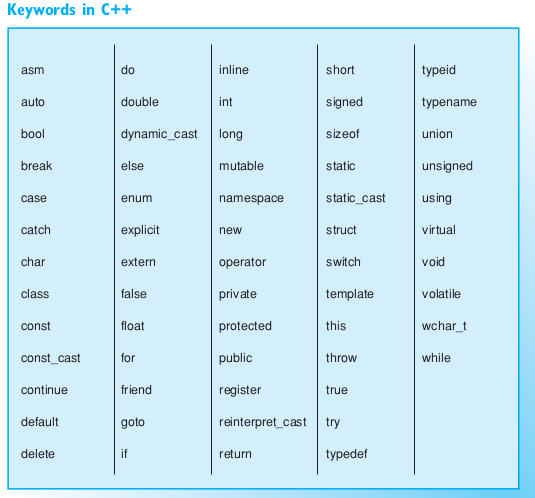 Keywords in C++
asm do inline short typeid
auto double int signed typename
bool dynamic_cast long sizeof union
break else mutable static unsigned
case enum namespace static_cast using
catch explicit new struct virtual
char extern operator switch void
class false private template volatile
const float protected this wchar_t
const_cast for public throw while
continue friend register true
default goto reinterpret_cast try
delete if return typedef